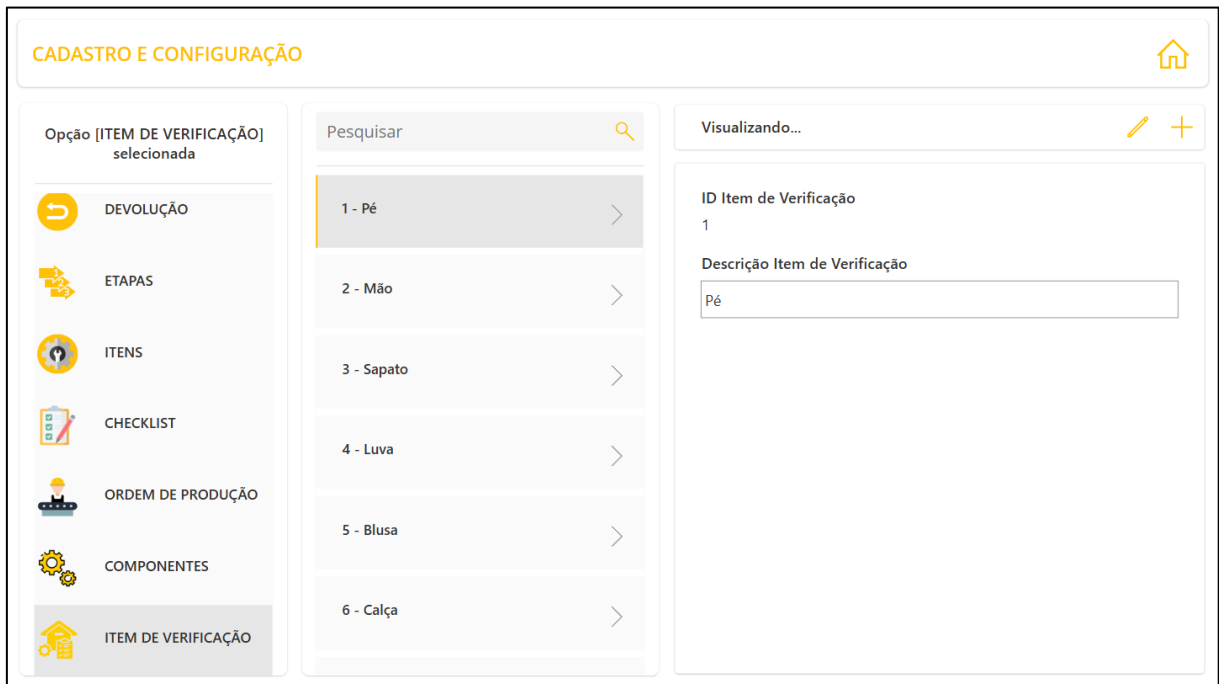 CADASTRO E CONFIGURAÇÃO
Opção [ITEM DE VERIFICAÇÃO]
selecionada
DEVOLUÇÃO
ETAPAS
ITENS
CHECKLIST
ORDEM DE PRODUÇÃO
COMPONENTES
ITEM DE VERIFICAÇÃO
Pesquisar
1 - Pé
2 - Mão
3 - Sapato
4 - Luva
5 - Blusa
6 - Calça
Visualizando...
ID Item de Verificação
1
Descrição Item de Verificação
Pé